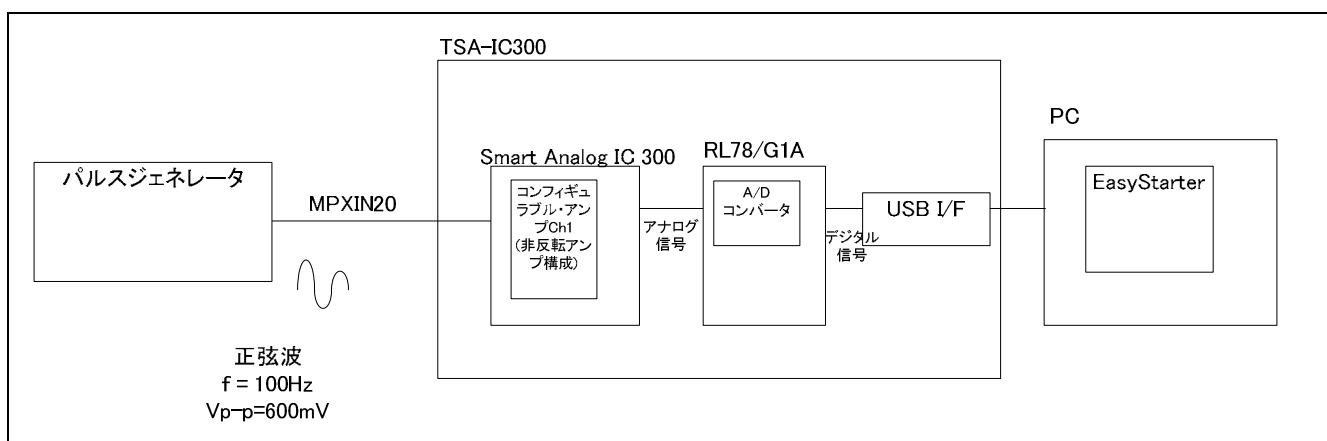 TSA-IC300
PC
パルスジェネレータ
MPXIN20
Smart Analog IC 300
コンフィギュ
ラブル・アン
プCh1
(非反転アン
プ構成)
アナログ
信号
RL78/G1A
A/D
コンバータ
デジタル
信号
USB I/F
EasyStarter
正弦波
f = 100Hz
Vp-p=600mV